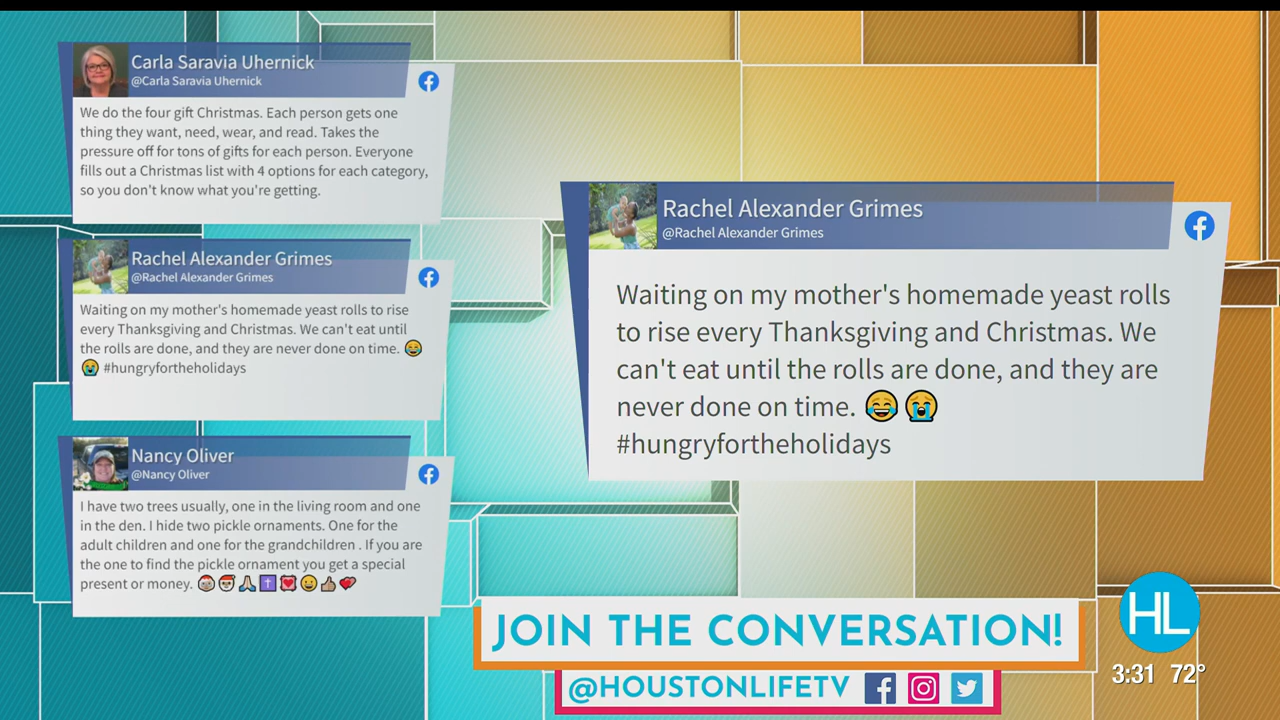 Carla Saravia Uhernick
@Carla Saravia Uhernick
We do the four gift Christmas. Each person gets one
thing they want, need, wear, and read. Takes the
pressure off for tons of gifts for each person. Everyone
fills out a Christmas list with 4 options for each category,
so you don't know what you're getting.
Rachel Alexander Grimes
@Rachel Alexander Grimes
Waiting on my mother's homemade yeast rolls to rise
every Thanksgiving and Christmas. We can't eat until
the rolls are done, and they are never done on time. 😂
😭 #hungryfortheholidays
Nancy Oliver
@Nancy Oliver
I have two trees usually, one in the living room and one
in the den. I hide two pickle ornaments. One for the
adult children and one for the grandchildren . If you are
the one to find the pickle ornament you get a special
present or money.
Rachel Alexander Grimes
@Rachel Alexander Grimes
Waiting on my mother's homemade yeast rolls
to rise every Thanksgiving and Christmas. We
can't eat until the rolls are done, and they are
never done on time. 😂 😭
#hungryfortheholidays
JOIN THE CONVERSATION!
@HOUSTONLIFETV
HL
3:31 72°